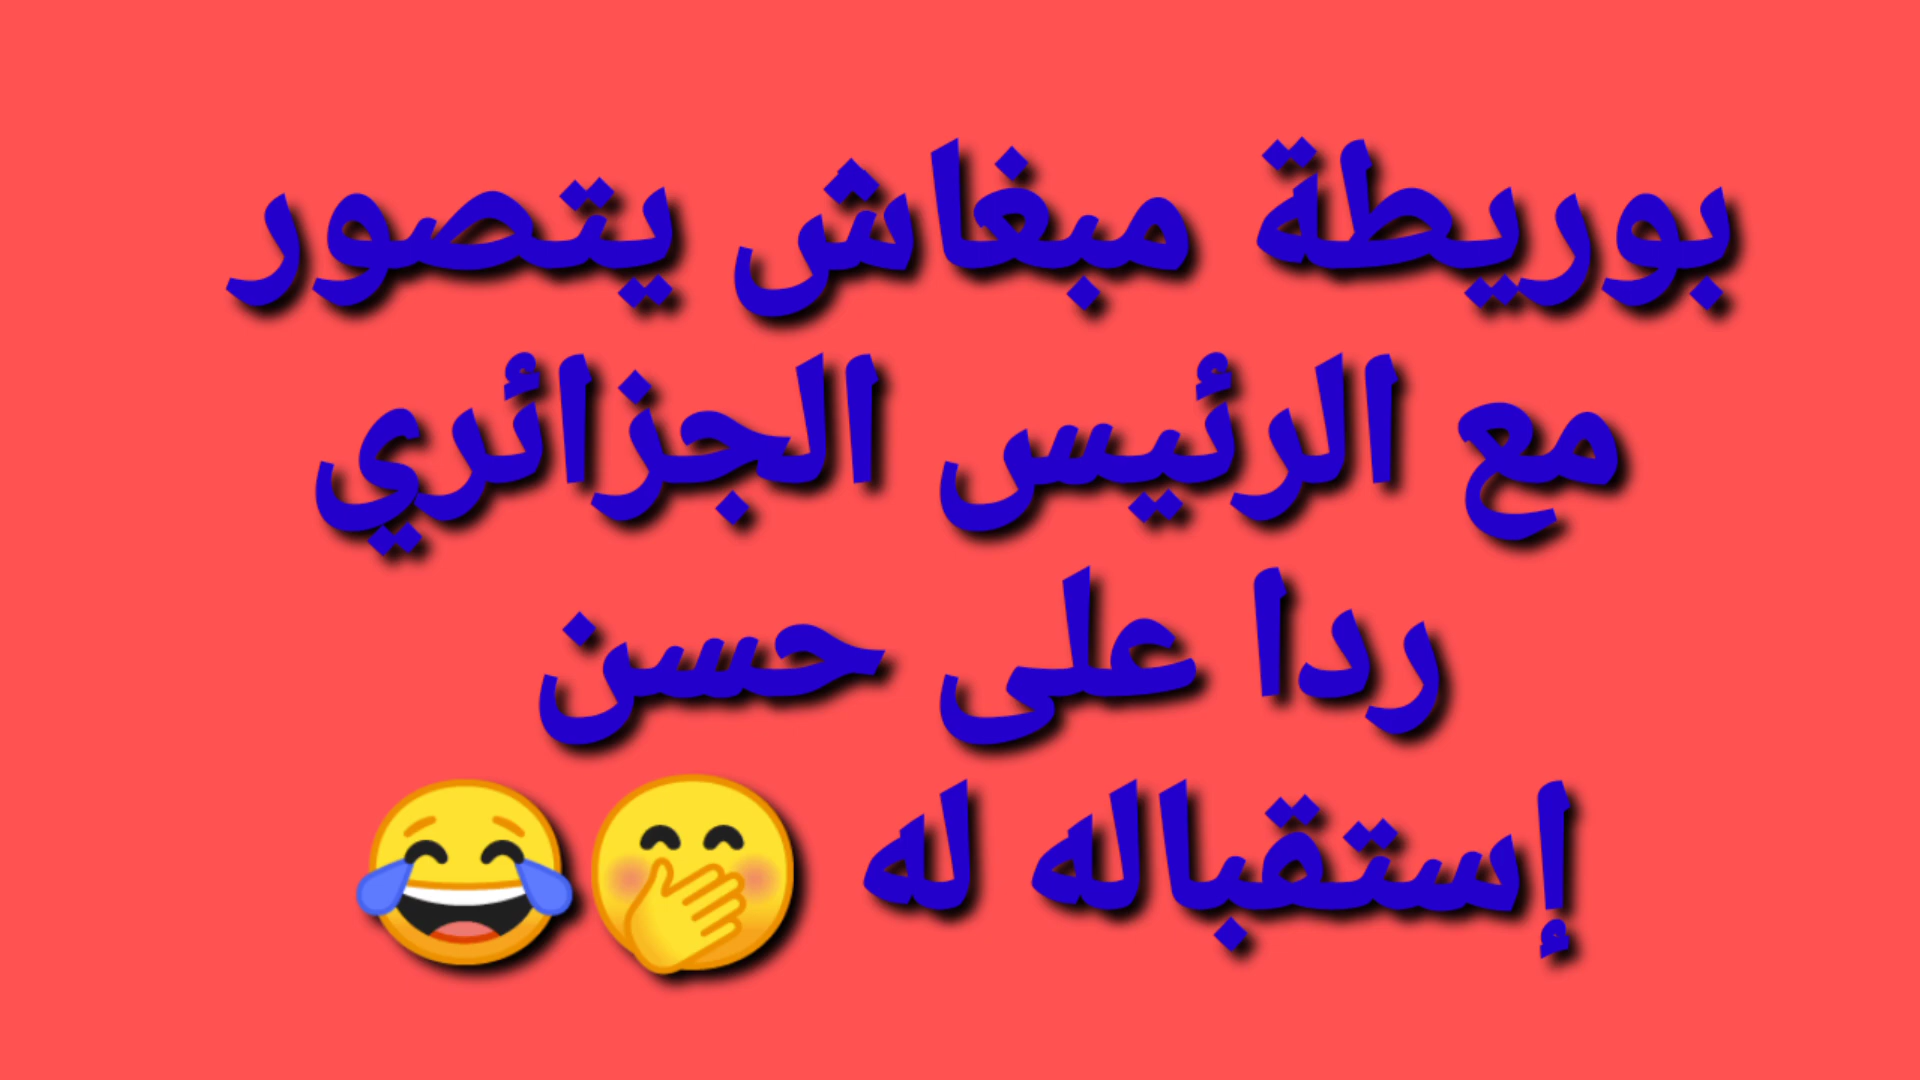 بوريطة مبغاش يتصور
مع الرئيس الجزائري
ردا على حسن
إستقباله له 🤭😂